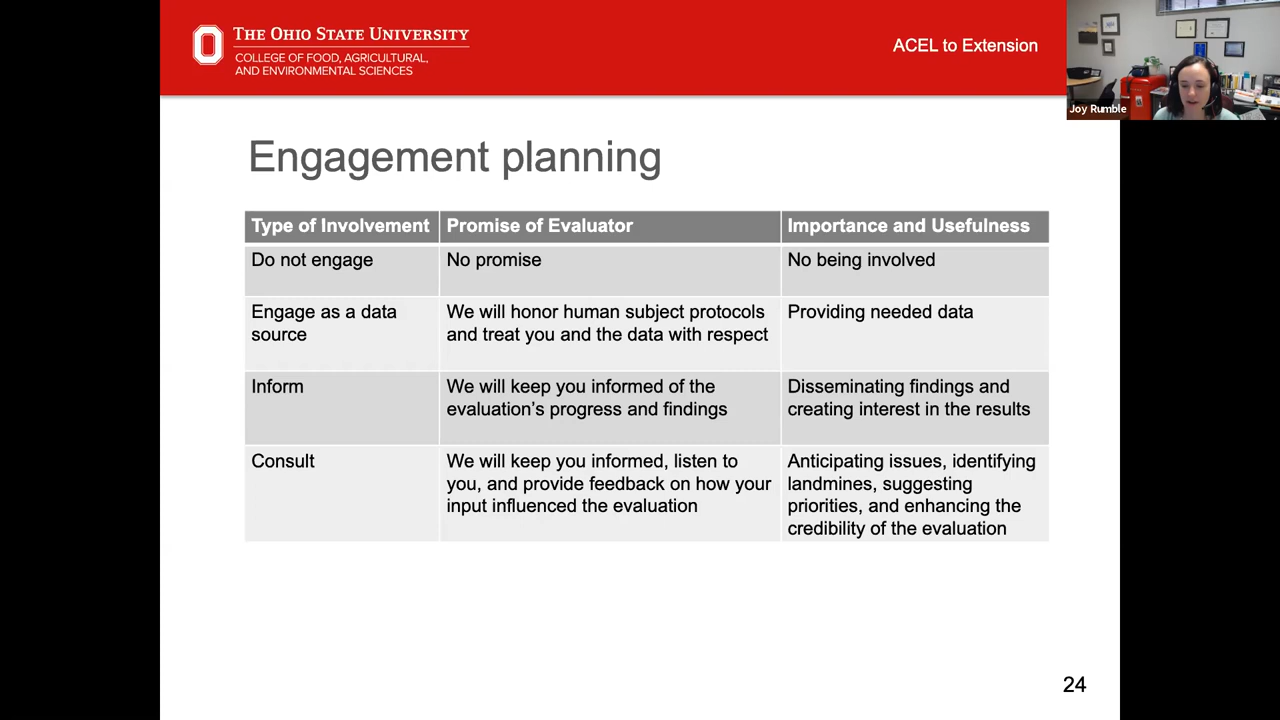 THE OHIO STATE UNIVERSITY
COLLEGE OF FOOD, AGRICULTURAL,
AND ENVIRONMENTAL SCIENCES
ACEL to Extension
Joy Rumble
Engagement planning
Type of Involvement
Promise of Evaluator
Importance and Usefulness
Do not engage
No promise
No being involved
Engage as a data
source
We will honor human subject protocols
and treat you and the data with respect
Providing needed data
Inform
We will keep you informed of the
evaluation’s progress and findings
Disseminating findings and
creating interest in the results
Consult
We will keep you informed, listen to
you, and provide feedback on how your
input influenced the evaluation
Anticipating issues, identifying
landmines, suggesting
priorities, and enhancing the
credibility of the evaluation
24